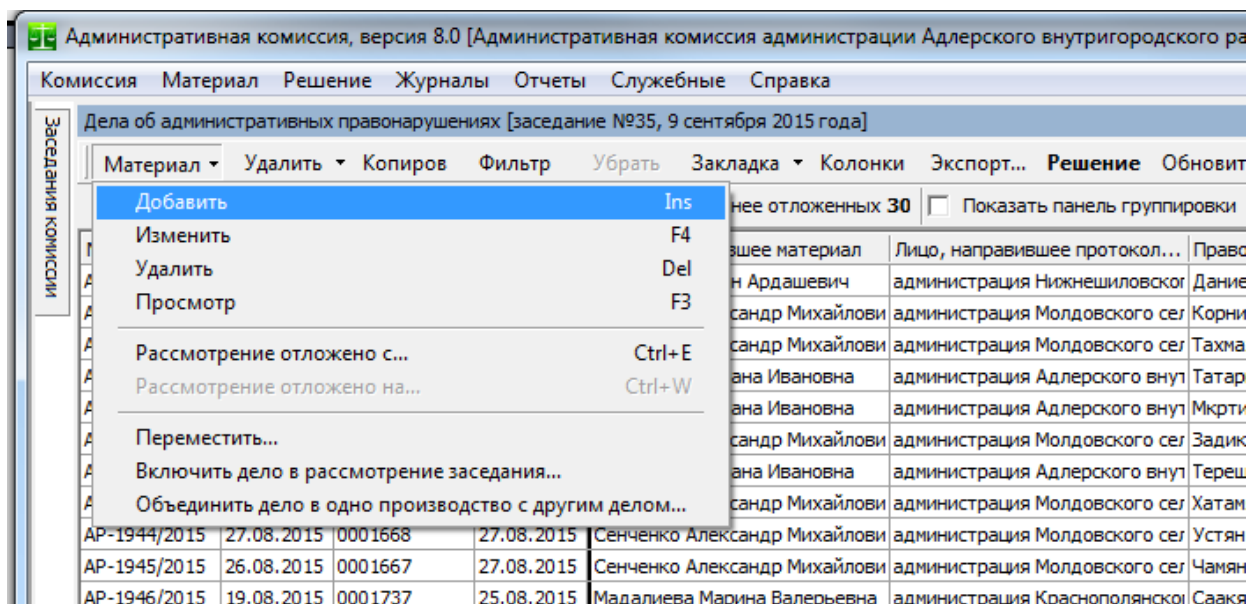 Административная комиссия, версия 8.0 [Административная комиссия администрации Адлерского внутригородского ра
Комиссия Материал Решение Журналы Отчеты Служебные Справка
Заседания комиссии
Дела об административных правонарушениях [заседание №35, 9 сентября 2015 года]
Материал Удалить Копиров Фильтр Убрать Закладка Колонки Экспорт... Решение Обновит
Добавить Ins
нее отложенных 30 Показать панель группировки
Изменить F4
вшее материал Лицо, направившее протокол... Право
Удалить Del
н Ардашевич администрация Нижнешиловског Дание
Просмотр F3
сандр Михайлови администрация Молдовского сел Корни
Рассмотрение отложено с... Ctrl+E
сандр Михайлови администрация Молдовского сел Тахма
Рассмотрение отложено на... Ctrl+W
ана Ивановна администрация Адлерского внут Татар
ана Ивановна администрация Адлерского внут Мкрти
Переместить...
сандр Михайлови администрация Молдовского сел Задик
Включить дело в рассмотрение заседания...
ана Ивановна администрация Адлерского внут Тереш
Объединить дело в одно производство с другим делом...
сандр Михайлови администрация Молдовского сел Хатам
АР-1944/2015 27.08.2015 0001668 27.08.2015 Сенченко Александр Михайлови администрация Молдовского сел Устян
АР-1945/2015 26.08.2015 0001667 27.08.2015 Сенченко Александр Михайлови администрация Молдовского сел Чамян
АР-1946/2015 19.08.2015 0001737 25.08.2015 Мадалиева Марина Валерьевна администрация Краснополянског Саакя